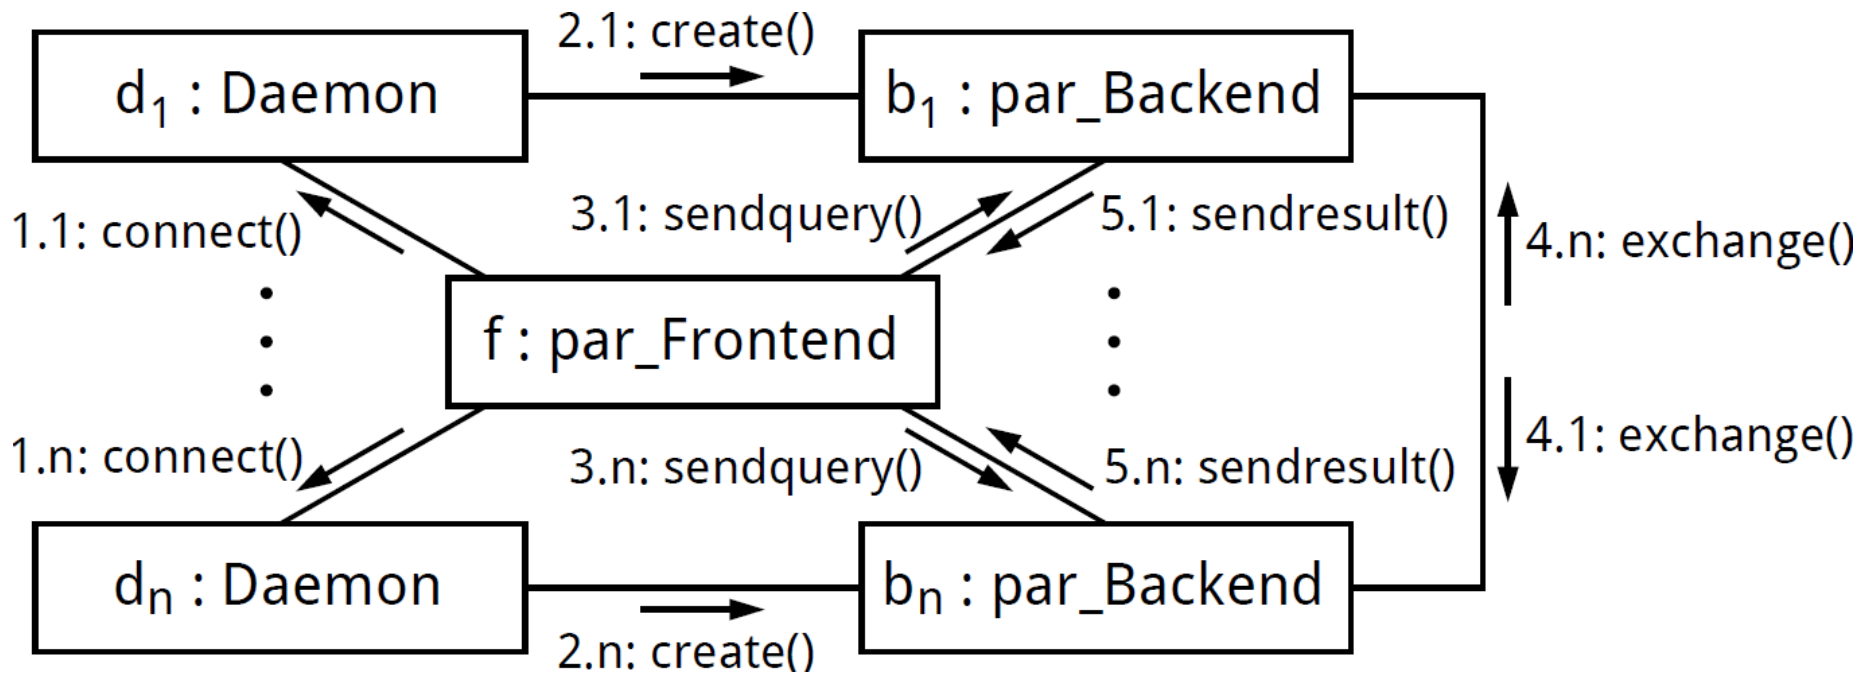 2.1: create()
d1 : Daemon
b1 : par_Backend
1.1: connect()
3.1: sendquery()
5.1: sendresult()
4.n: exchange()
f : par_Frontend
1.n: connect()
3.n: sendquery()
5.n: sendresult()
4.1: exchange()
dn : Daemon
bn : par_Backend
2.n: create()